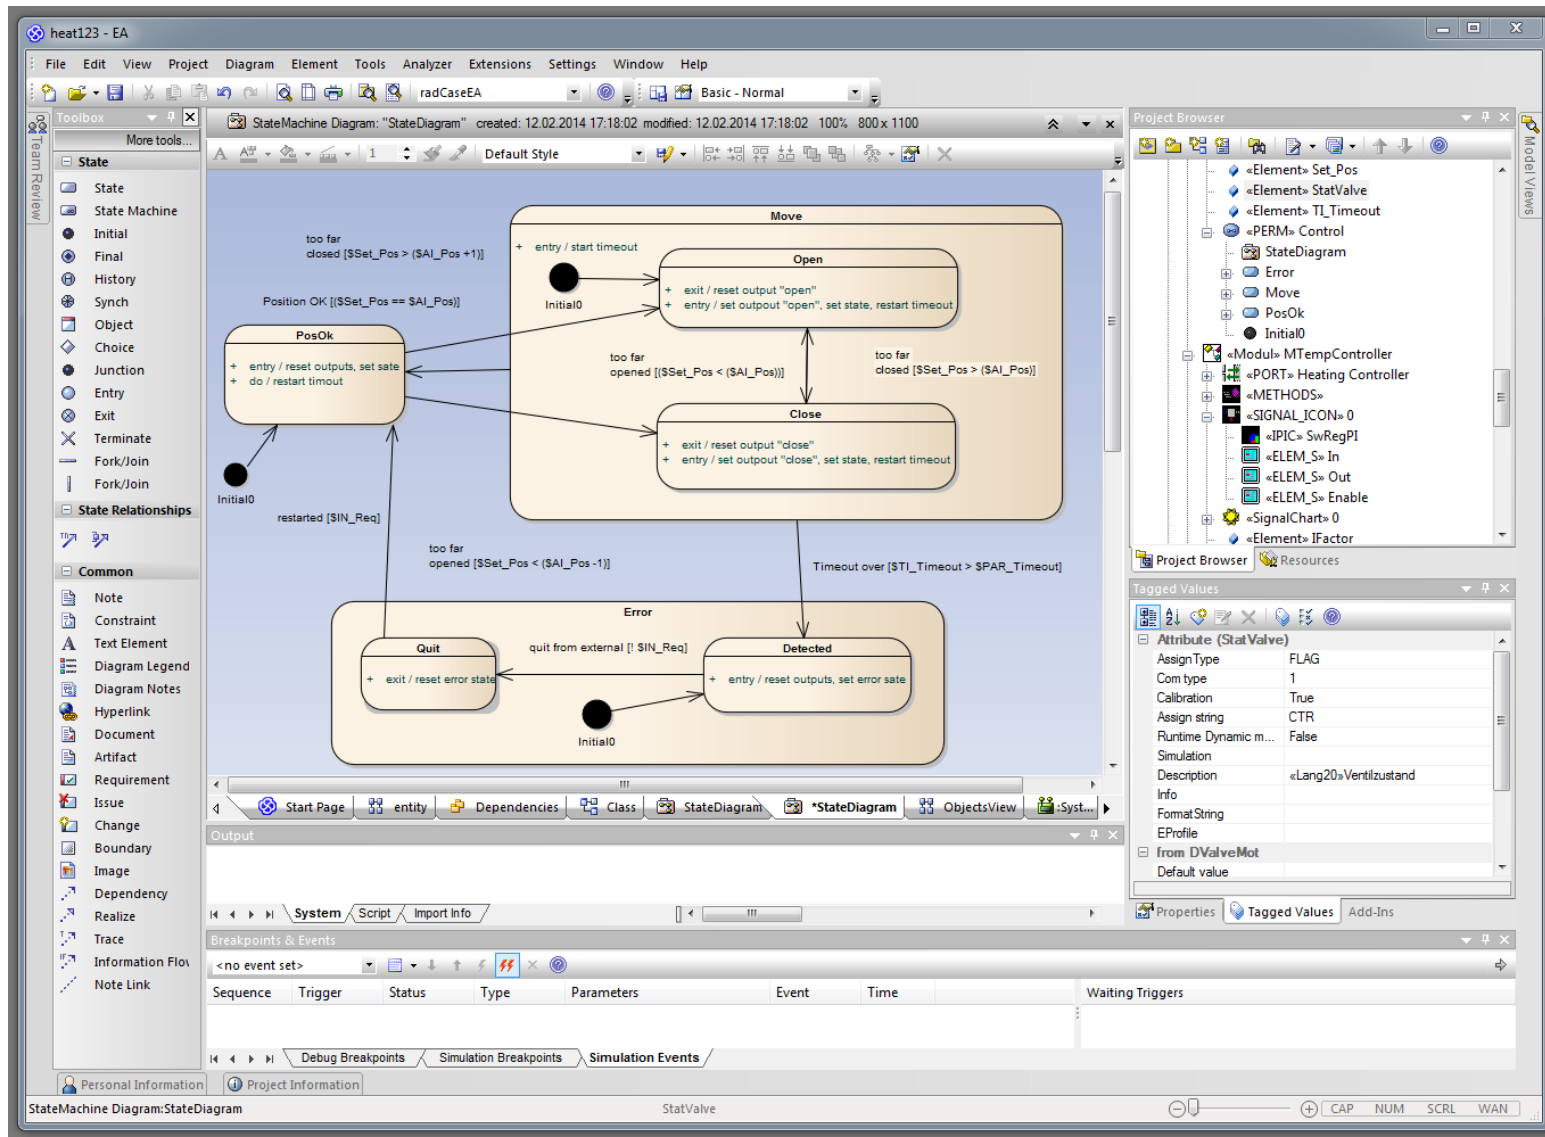 heat123 - EA
File Edit View Project Diagram Element Tools Analyzer Extensions Settings Window Help
radCaseEA
Basic - Normal
Team Review
Toolbox
More tools...
State
State
State Machine
Initial
Final
History
Synch
Object
Choice
Junction
Entry
Exit
Terminate
Fork/Join
Fork/Join
State Relationships
Common
Note
Constraint
Text Element
Diagram Legend
Diagram Notes
Hyperlink
Document
Artifact
Requirement
Issue
Change
Boundary
Image
Dependency
Realize
Trace
Information Flov
Note Link
StateMachine Diagram: "StateDiagram" created: 12.02.2014 17:18:02 modified: 12.02.2014 17:18:02 100% 800 x 1100
1
Default Style
Move
+ entry / start timeout
Initial0
Open
+ exit / reset output "open"
+ entry / set outpout "open", set state, restart timeout
too far
closed [$Set_Pos > ($AI_Pos +1)]
Position OK [($Set_Pos == $AI_Pos)]
PosOk
+ entry / reset outputs, set sate
+ do / restart timout
too far
opened [($Set_Pos < ($AI_Pos))]
too far
closed [$Set_Pos > ($AI_Pos)]
Close
+ exit / reset output "close"
+ entry / set outpout "close", set state, restart timeout
Initial0
restarted [$IN_Req]
too far
opened [$Set_Pos < ($AI_Pos -1)]
Timeout over [$TI_Timeout > $PAR_Timeout]
Error
Quit
+ exit / reset error state
quit from external [! $IN_Req]
Detected
+ entry / reset outputs, set error sate
Initial0
Start Page
entity
Dependencies
Class
StateDiagram
*StateDiagram
ObjectsView
:Syst...
Output
System
Script
Import Info
Breakpoints & Events
<no event set>
Sequence Trigger Status Type Parameters Event Time
Waiting Triggers
Debug Breakpoints
Simulation Breakpoints
Simulation Events
Project Browser
«Element» Set_Pos
«Element» StatValve
«Element» TI_Timeout
«PERM» Control
StateDiagram
Error
Move
PosOk
Initial0
«Modul» MTempController
«PORT» Heating Controller
«METHODS»
«SIGNAL_ICON» 0
«IPIC» SwRegPI
«ELEM_S» In
«ELEM_S» Out
«ELEM_S» Enable
«SignalChart» 0
«Element» IFactor
Project Browser
Resources
Model Views
Tagged Values
Attribute (StatValve)
AssignType FLAG
Com type 1
Calibration True
Assign string CTR
Runtime Dynamic m... False
Simulation
Description «Lang20»Ventilzustand
Info
FormatString
EProfile
from DValveMot
Default value
Properties
Tagged Values
Add-Ins
Personal Information
Project Information
StateMachine Diagram:StateDiagram
StatValve
CAP NUM SCRL WAN